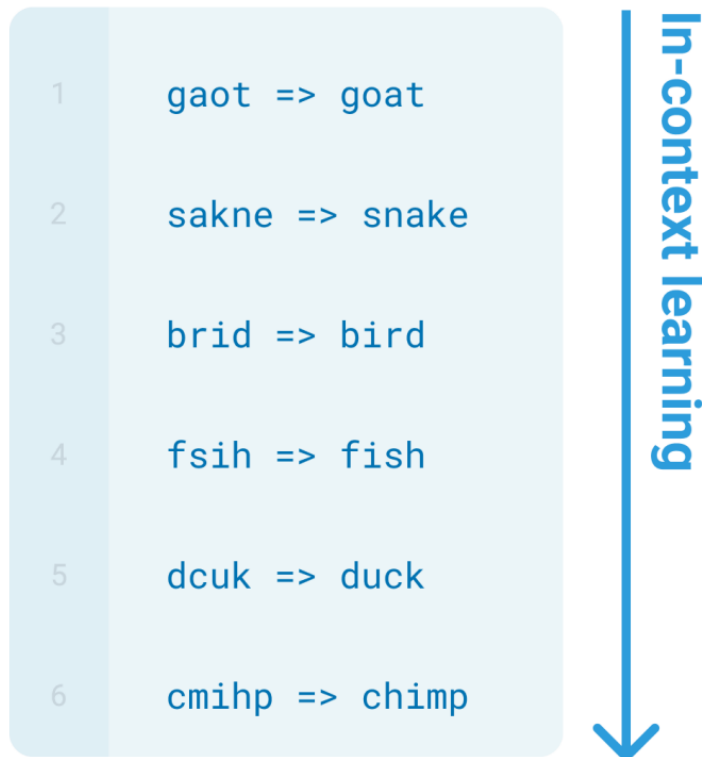 1 gaot => goat
2 sakne => snake
3 brid => bird
4 fsih => fish
5 dcuk => duck
6 cmihp => chimp
In-context learning